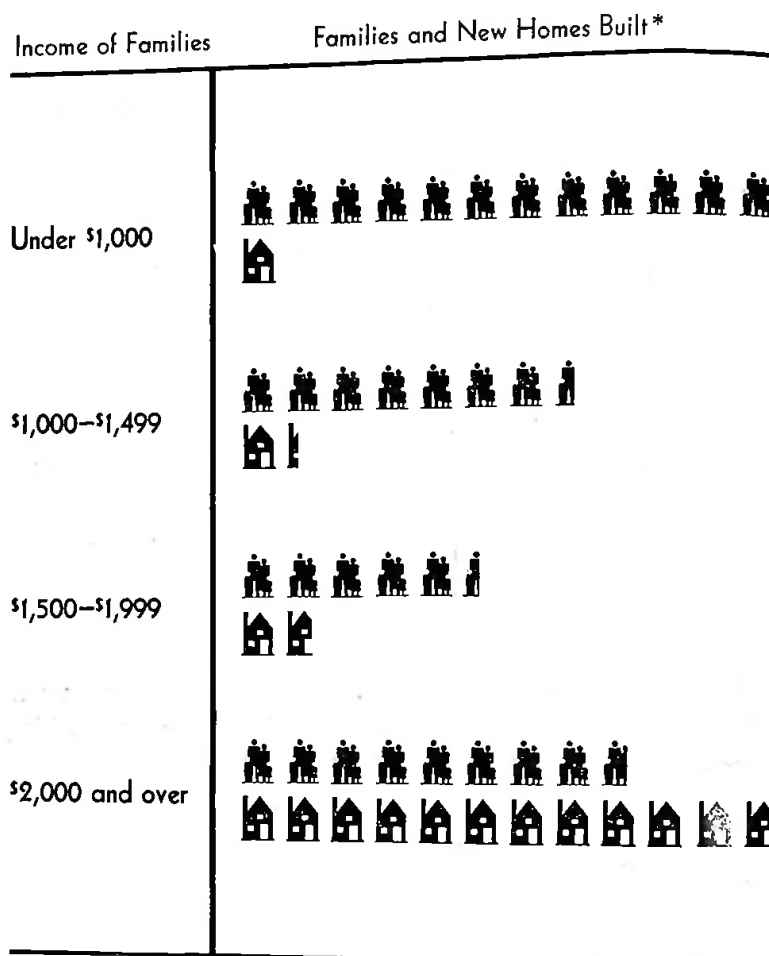 Income of Families
Families and New Homes Built*
Under $1,000
$1,000–$1,499
$1,500–$1,999
$2,000 and over